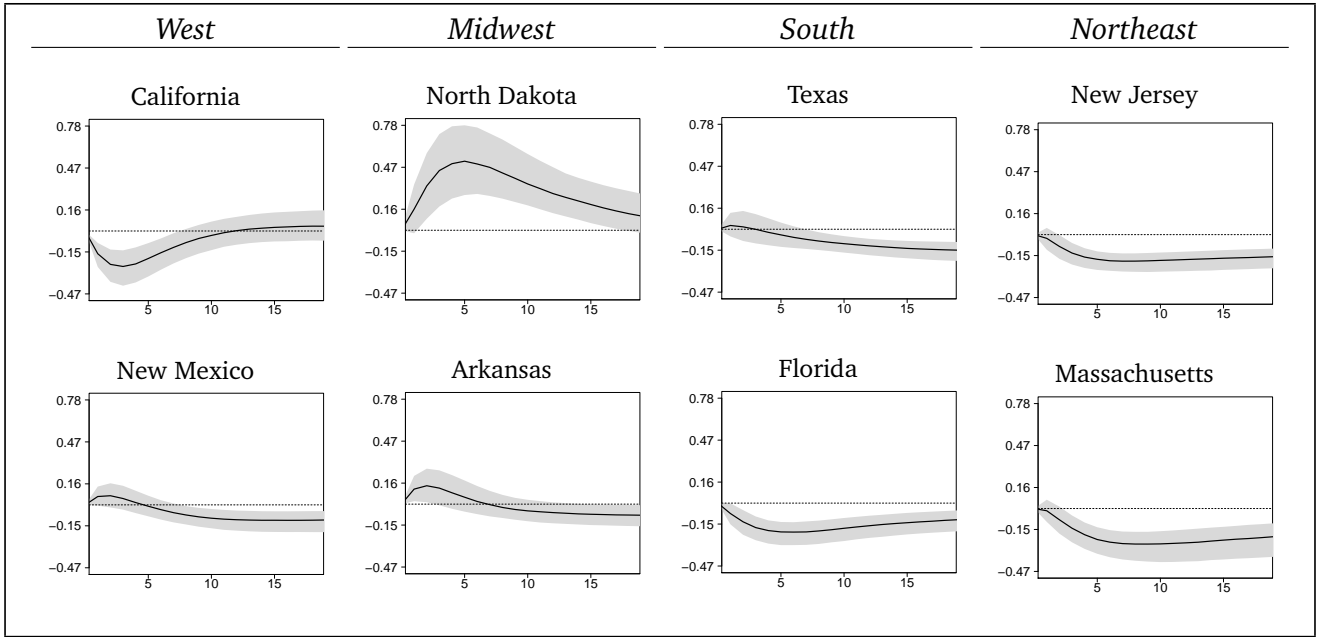 West Midwest South Northeast
California North Dakota Texas New Jersey
0.78 0.78 0.78 0.78
0.47 0.47 0.47 0.47
0.16 0.16 0.16 0.16
−0.15 −0.15 −0.15 −0.15
−0.47 −0.47 −0.47 −0.47
5 10 15 5 10 15 5 10 15 5 10 15
New Mexico Arkansas Florida Massachusetts
0.78 0.78 0.78 0.78
0.47 0.47 0.47 0.47
0.16 0.16 0.16 0.16
−0.15 −0.15 −0.15 −0.15
−0.47 −0.47 −0.47 −0.47
5 10 15 5 10 15 5 10 15 5 10 15